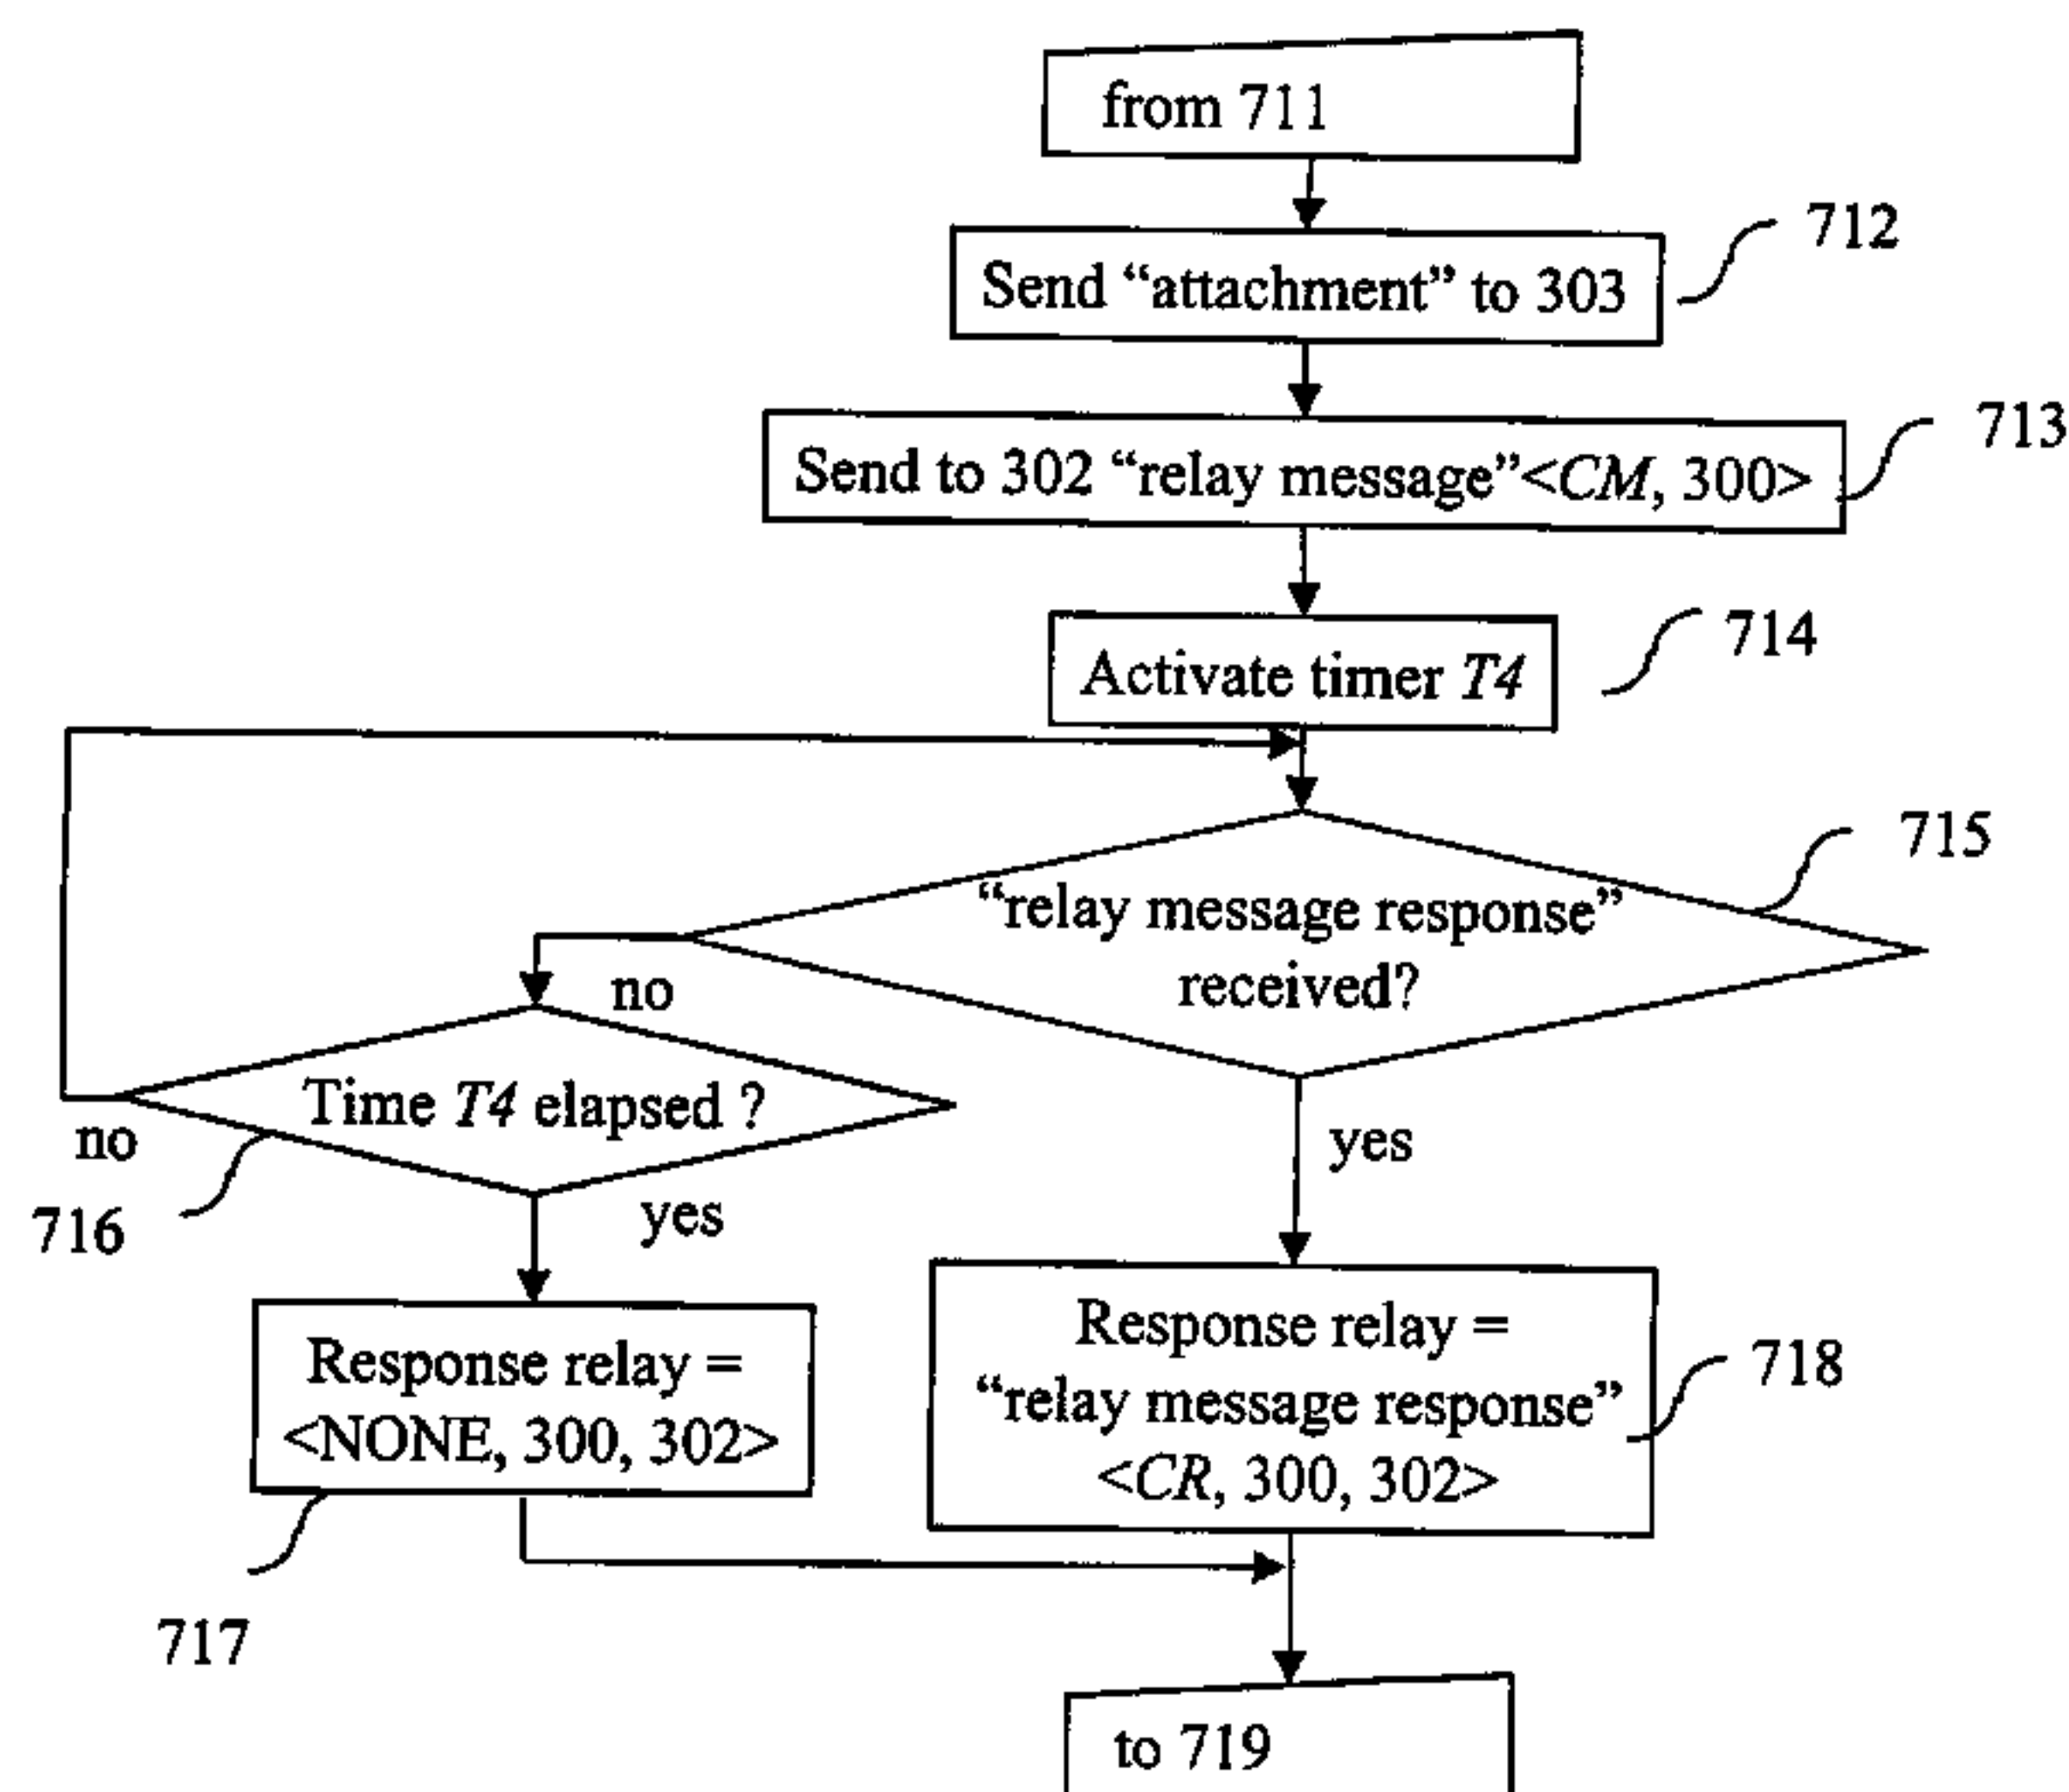 from 711
712
Send “attachment” to 303
713
Send to 302 “relay message”<CM, 300>
714
Activate timer T4
715
“relay message response”
received?
no
Time T4 elapsed ?
no
yes
716
yes
Response relay =
<NONE, 300, 302>
717
Response relay =
“relay message response”
<CR, 300, 302>
718
to 719